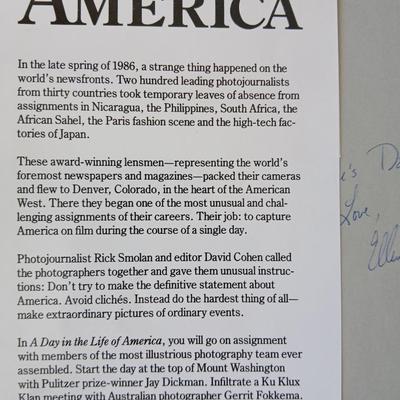 AMERICA
In the late spring of 1986, a strange thing happened on the
world's newsfronts. Two hundred leading photojournalists
from thirty countries took temporary leaves of absence from
assignments in Nicaragua, the Philippines, South Africa, the
African Sahel, the Paris fashion scene and the high-tech fac-
tories of Japan.
These award-winning lensmen—representing the world's
foremost newspapers and magazines—packed their cameras
and flew to Denver, Colorado, in the heart of the American
West. There they began one of the most unusual and chal-
lenging assignments of their careers. Their job: to capture
America on film during the course of a single day.
Photojournalist Rick Smolan and editor David Cohen called
the photographers together and gave them unusual instruc-
tions: Don't try to make the definitive statement about
America. Avoid clichés. Instead do the hardest thing of all—
make extraordinary pictures of ordinary events.
In A Day in the Life of America, you will go on assignment
with members of the most illustrious photography team ever
assembled. Start the day at the top of Mount Washington
with Pulitzer prize-winner Jay Dickman. Infiltrate a Ku Klux
Klan meeting with Australian photographer Gerrit Fokkema.
Love,